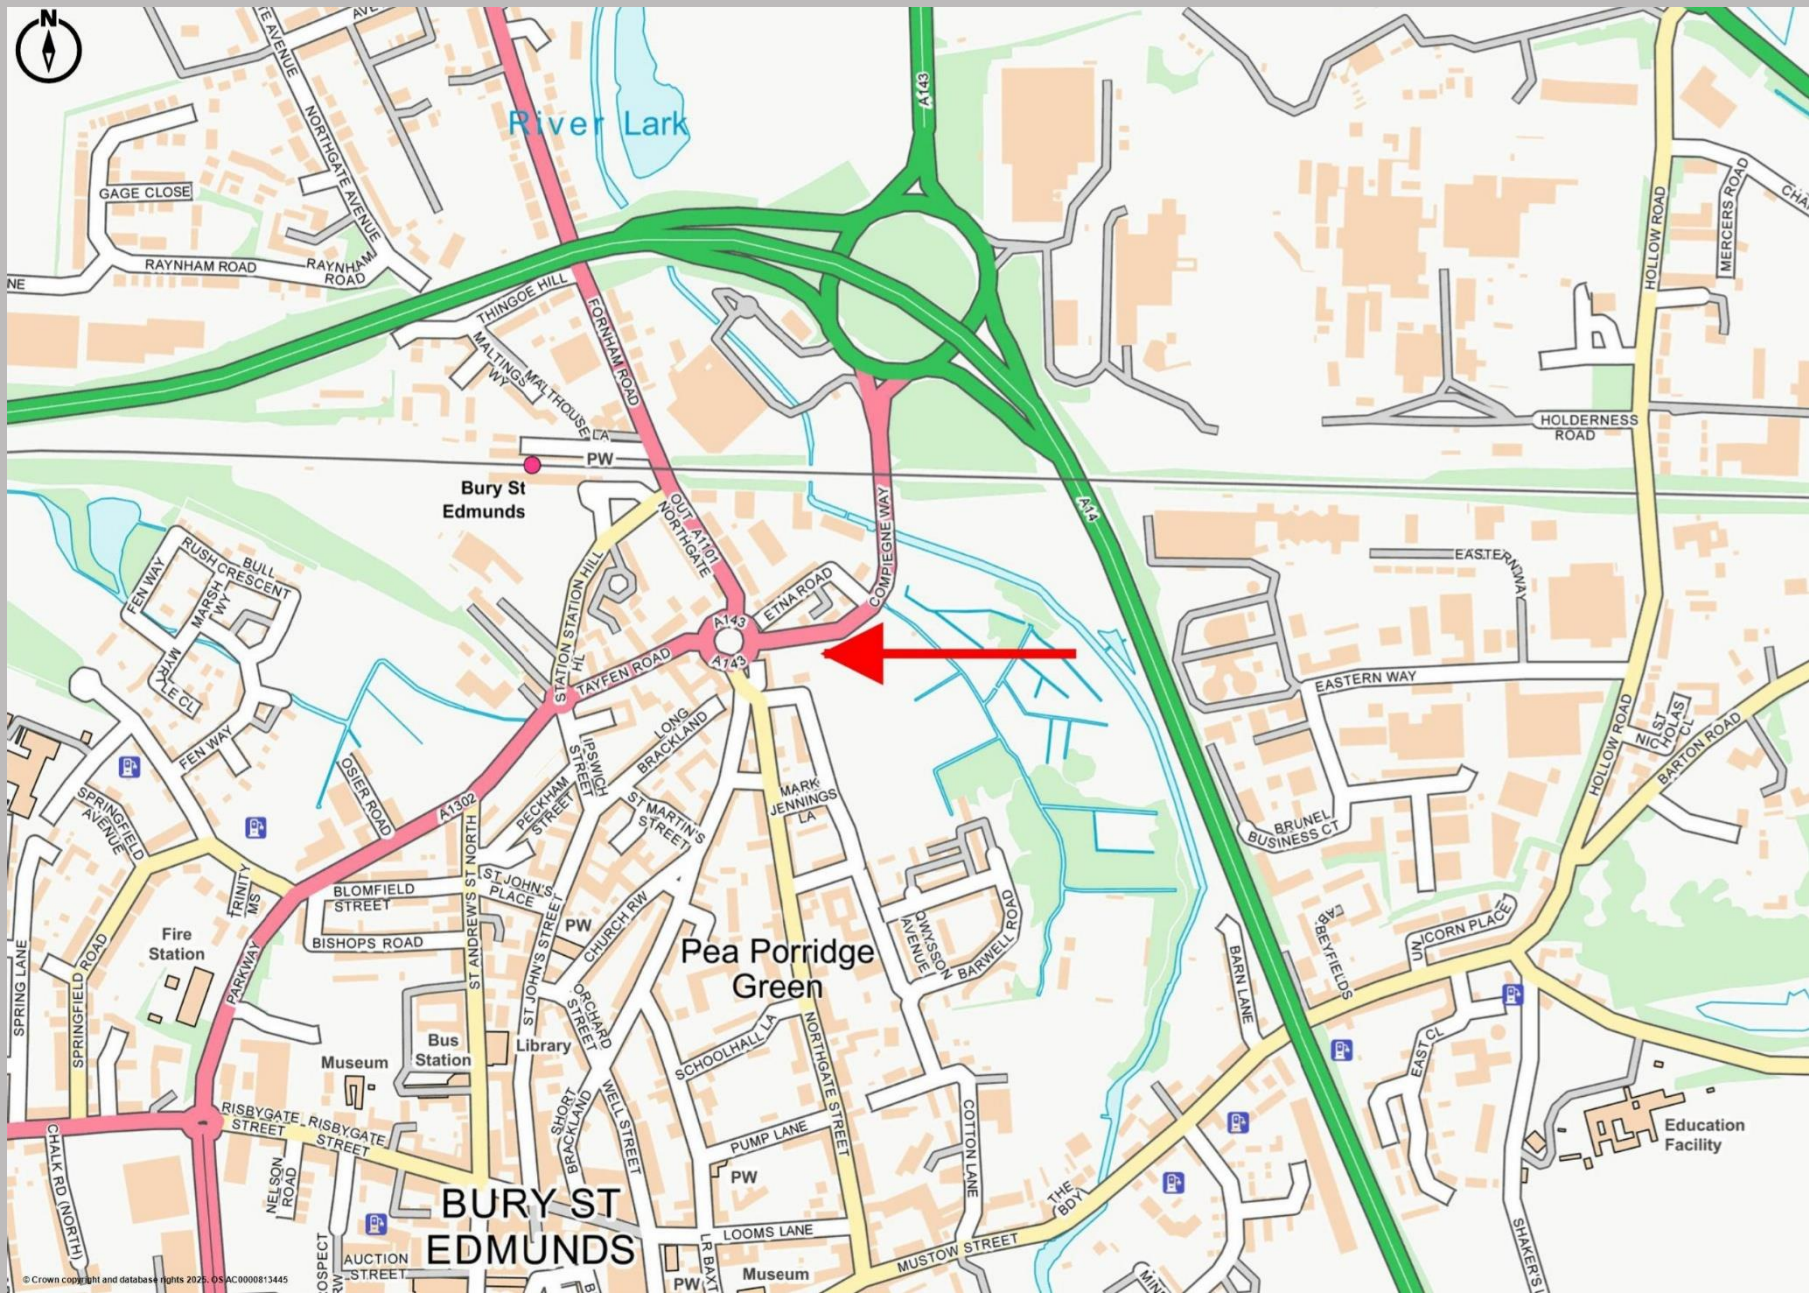 N
AVENUE
AVE
NORTHGATE AVENUE
River Lark
A143
GAGE CLOSE
RAYNHAM ROAD
RAYNHAM
ROAD
NE
THINGOE HILL
MALTINGS
WY
MALTHOUSE
LA
FORNHAM ROAD
PW
Bury St
Edmunds
HOLLOW ROAD
MERCERS ROAD
CHA
HOLDERNESS
ROAD
A14
OUT
NORTHGATE
A1101
COMPIEGNE WAY
ETNA ROAD
A143
A143
STATION HILL
STATION
HL
TAYFEN ROAD
FEN WAY
RUSH
BULL
CRESCENT
MARSH
WY
MYRTLE CL
FEN WAY
EASTERN WAY
EASTERN WAY
HOLLOW ROAD
ST
NICHOLAS
CL
BARTON ROAD
BRUNEL
BUSINESS CT
OSIER ROAD
A1302
SPRINGFIELD
AVENUE
TRINITY
MS
LONG
BRACKLAND
IPSWICH
STREET
PECKHAM
STREET
ST MARTIN'S
STREET
MARK
JENNINGS
LA
BLOMFIELD
STREET
BISHOPS ROAD
ST ANDREW'S ST NORTH
ST JOHN'S
PLACE
ST JOHN'S STREET
PW
CHURCH RW
Pea Porridge
Green
AVENUE
BARWELL ROAD
BARN LANE
UNICORN PLACE
Fire
Station
SPRING LANE
SPRINGFIELD ROAD
PARKWAY
Bus
Station
Library
Museum
ORCHARD
STREET
SCHOOLHALL LA
NORTHGATE STREET
SHORT
BRACKLAND
WELL STREET
PUMP LANE
PW
COTTON LANE
EAST CL
Education
Facility
RISBYGATE
STREET
RISBYGATE
STREET
CHALK RD (NORTH)
NELSON
ROAD
BURY ST
EDMUNDS
THE
BDY
LOOMS LANE
MUSTOW STREET
LR BAXT
AUCTION
STREET
PW
Museum
SHAKER'S L
MINN
© Crown copyright and database rights 2025. OS AC0000813445